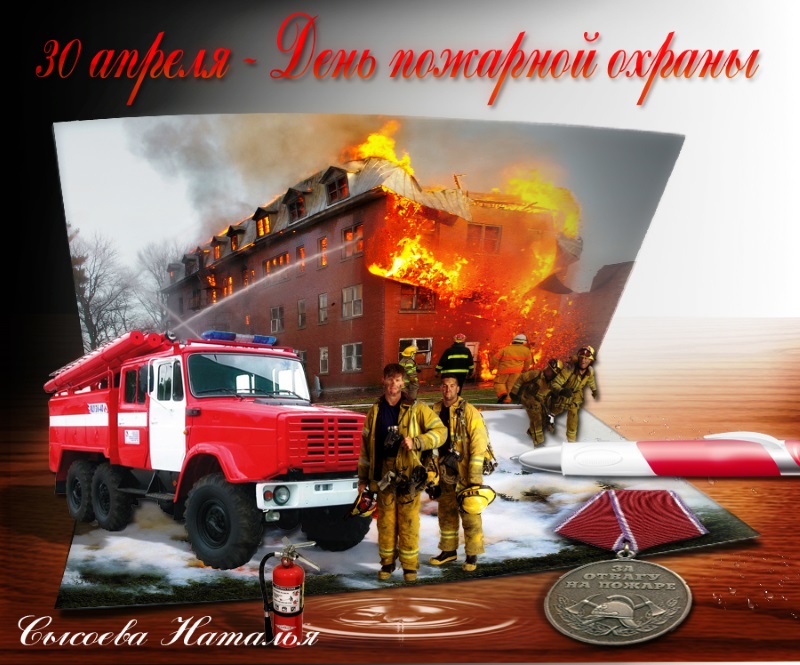 30 апреля - День пожарной охраны
ЗА
ОТВАГУ
НА ПОЖАРЕ
Сысоева Наталья